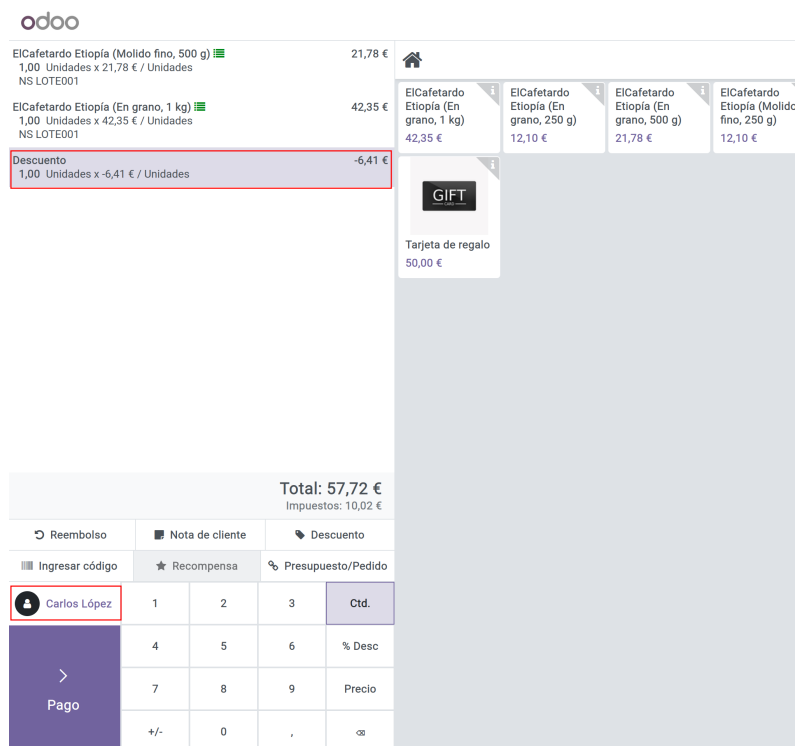 odoo
ElCafetardo Etiopía (Molido fino, 500 g) 21,78 €
1,00 Unidades x 21,78 € / Unidades
NS LOTE001
ElCafetardo Etiopía (En grano, 1 kg) 42,35 €
1,00 Unidades x 42,35 € / Unidades
NS LOTE001
Descuento -6,41 €
1,00 Unidades x -6,41 € / Unidades
Total: 57,72 €
Impuestos: 10,02 €
Reembolso Nota de cliente Descuento
Ingresar código Recompensa Presupuesto/Pedido
Carlos López 1 2 3 Ctd.
4 5 6 % Desc
7 8 9 Precio
Pago
+/- 0 ,
ElCafetardo
Etiopía (En
grano, 1 kg)
42,35 €
ElCafetardo
Etiopía (En
grano, 250 g)
12,10 €
ElCafetardo
Etiopía (En
grano, 500 g)
21,78 €
ElCafetardo
Etiopía (Molido
fino, 250 g)
12,10 €
GIFT
CARD
Tarjeta de regalo
50,00 €